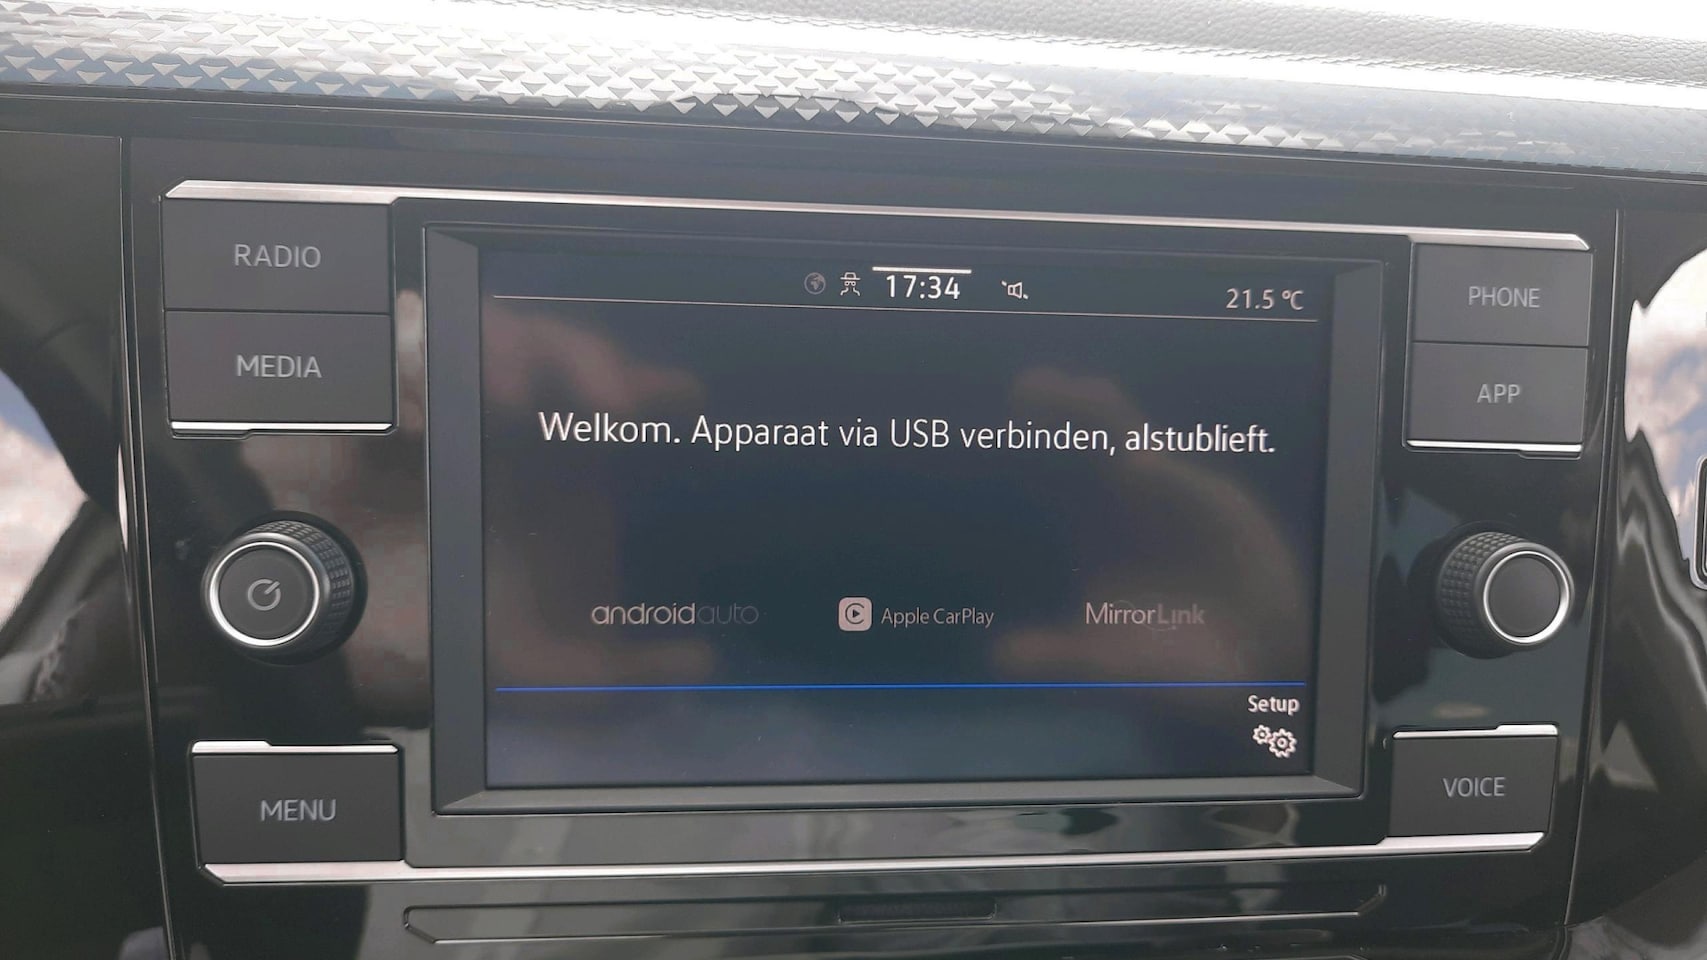 RADIO
MEDIA
MENU
17:34
21.5 °C
Welkom. Apparaat via USB verbinden, alstublieft.
androidauto
Apple CarPlay
MirrorLink
Setup
PHONE
APP
VOICE